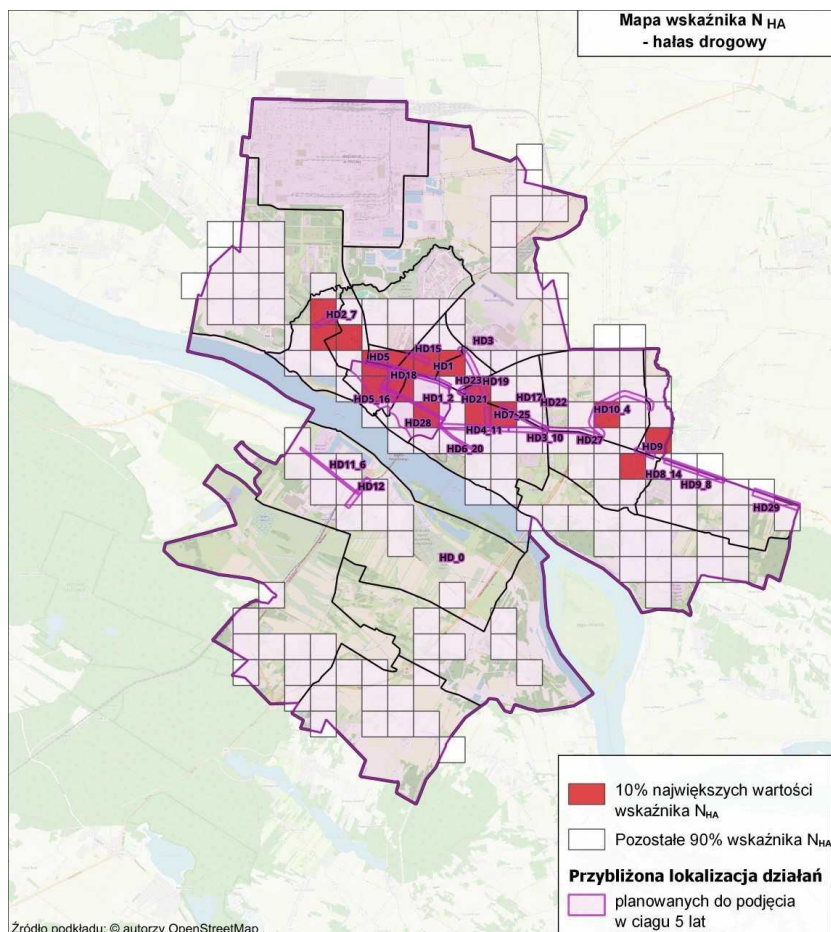 Mapa wskaźnika N HA
- hałas drogowy
HD2_7
HD3
HD15
HD5
HD1
HD18
HD23
HD19
HD5_16
HD1_2
HD21
HD17
HD22
HD7-25
HD10_4
HD28
HD4_11
HD3_10
HD27
HD9
HD6_20
HD11_6
HD8_14
HD9_8
HD12
HD29
HD_0
10% największych wartości
wskaźnika NHA
Pozostałe 90% wskaźnika NHA
Przybliżona lokalizacja działań
planowanych do podjęcia
w ciagu 5 lat
Źródło podkładu: © autorzy OpenStreetMap